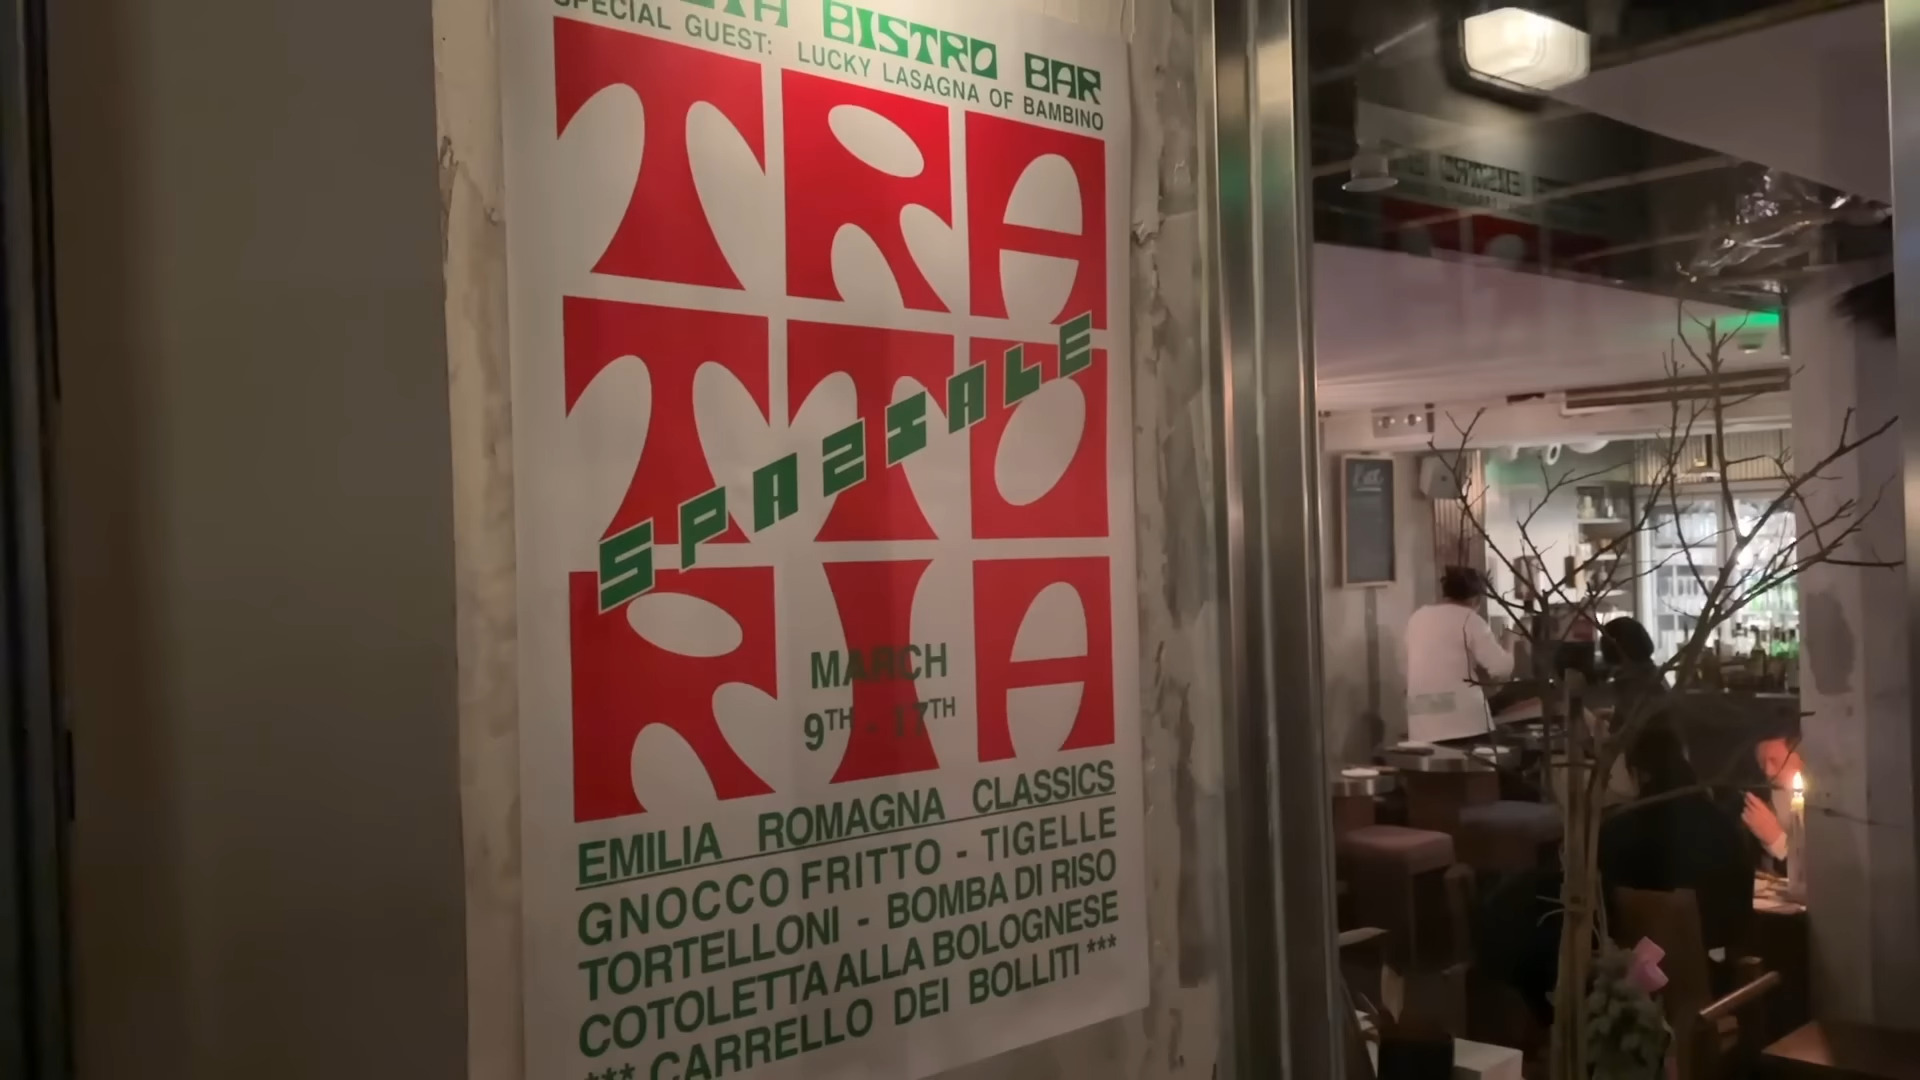 BISTRO BAR
SPECIAL GUEST: LUCKY LASAGNA OF BAMBINO
TRA
TTO
RIA
SPAZIALE
MARCH
9TH - 17TH
EMILIA ROMAGNA CLASSICS
GNOCCO FRITTO - TIGELLE
TORTELLONI - BOMBA DI RISO
COTOLETTA ALLA BOLOGNESE
*** CARRELLO DEI BOLLITI ***